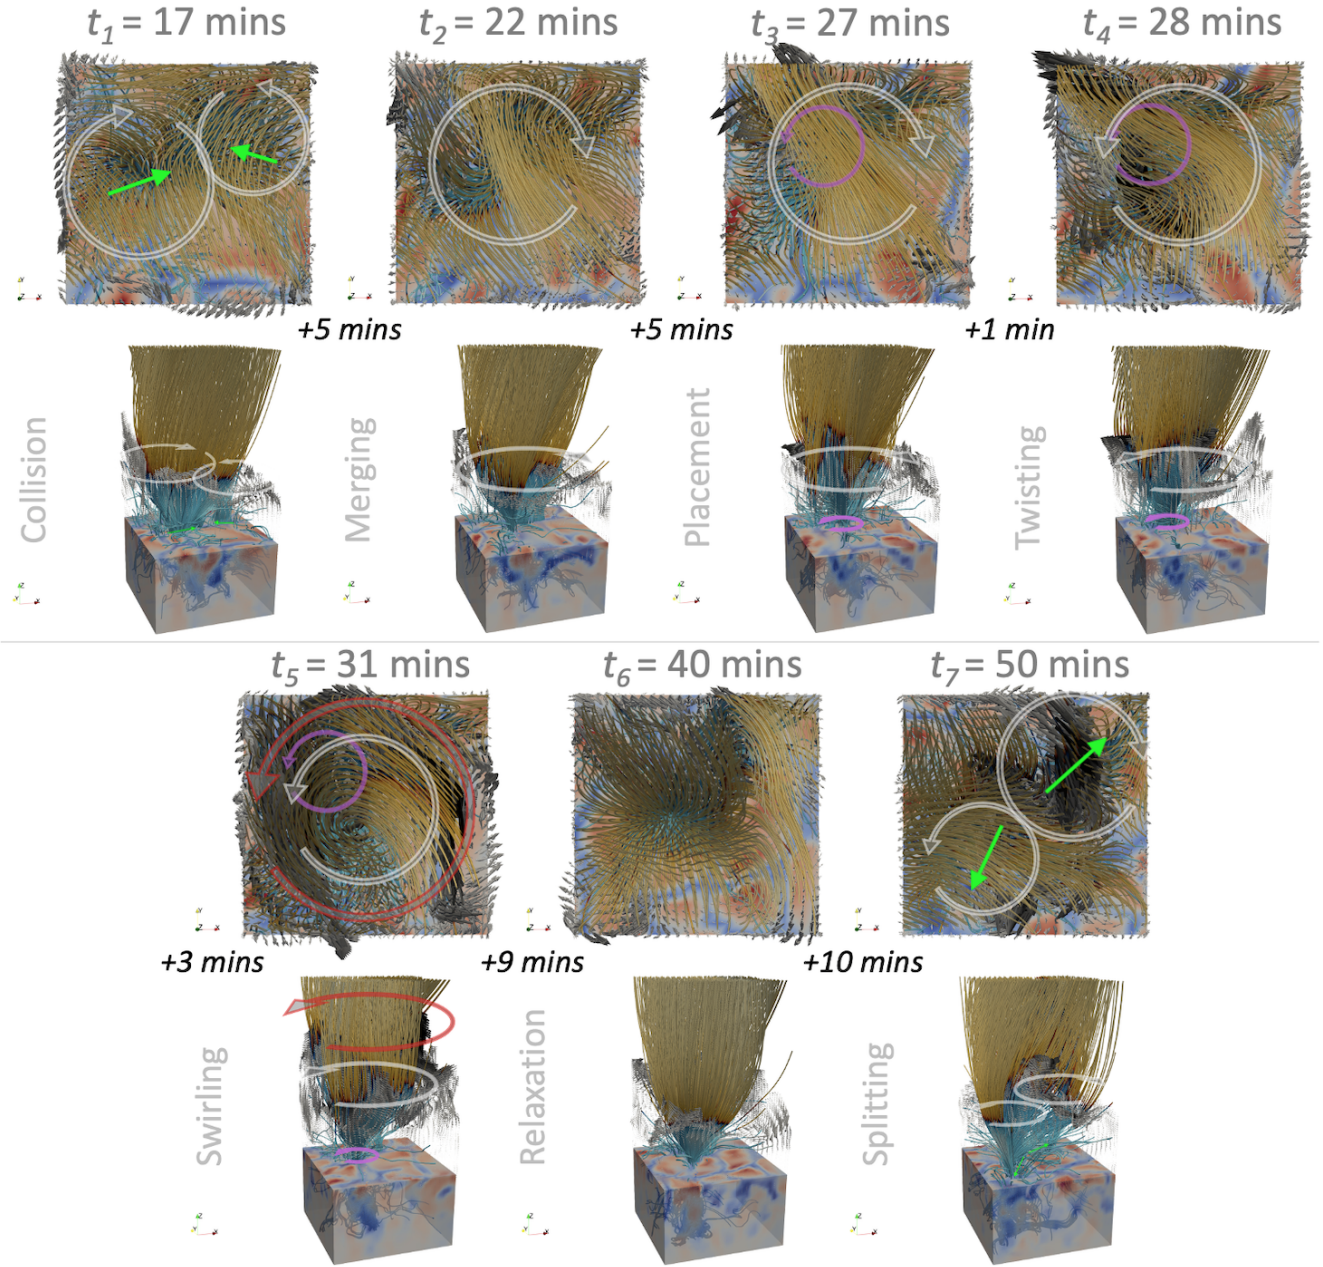 t1 = 17 mins
t2 = 22 mins
t3 = 27 mins
t4 = 28 mins
+5 mins
+5 mins
+1 min
Collision
Merging
Placement
Twisting
t5 = 31 mins
t6 = 40 mins
t7 = 50 mins
+3 mins
+9 mins
+10 mins
Swirling
Relaxation
Splitting